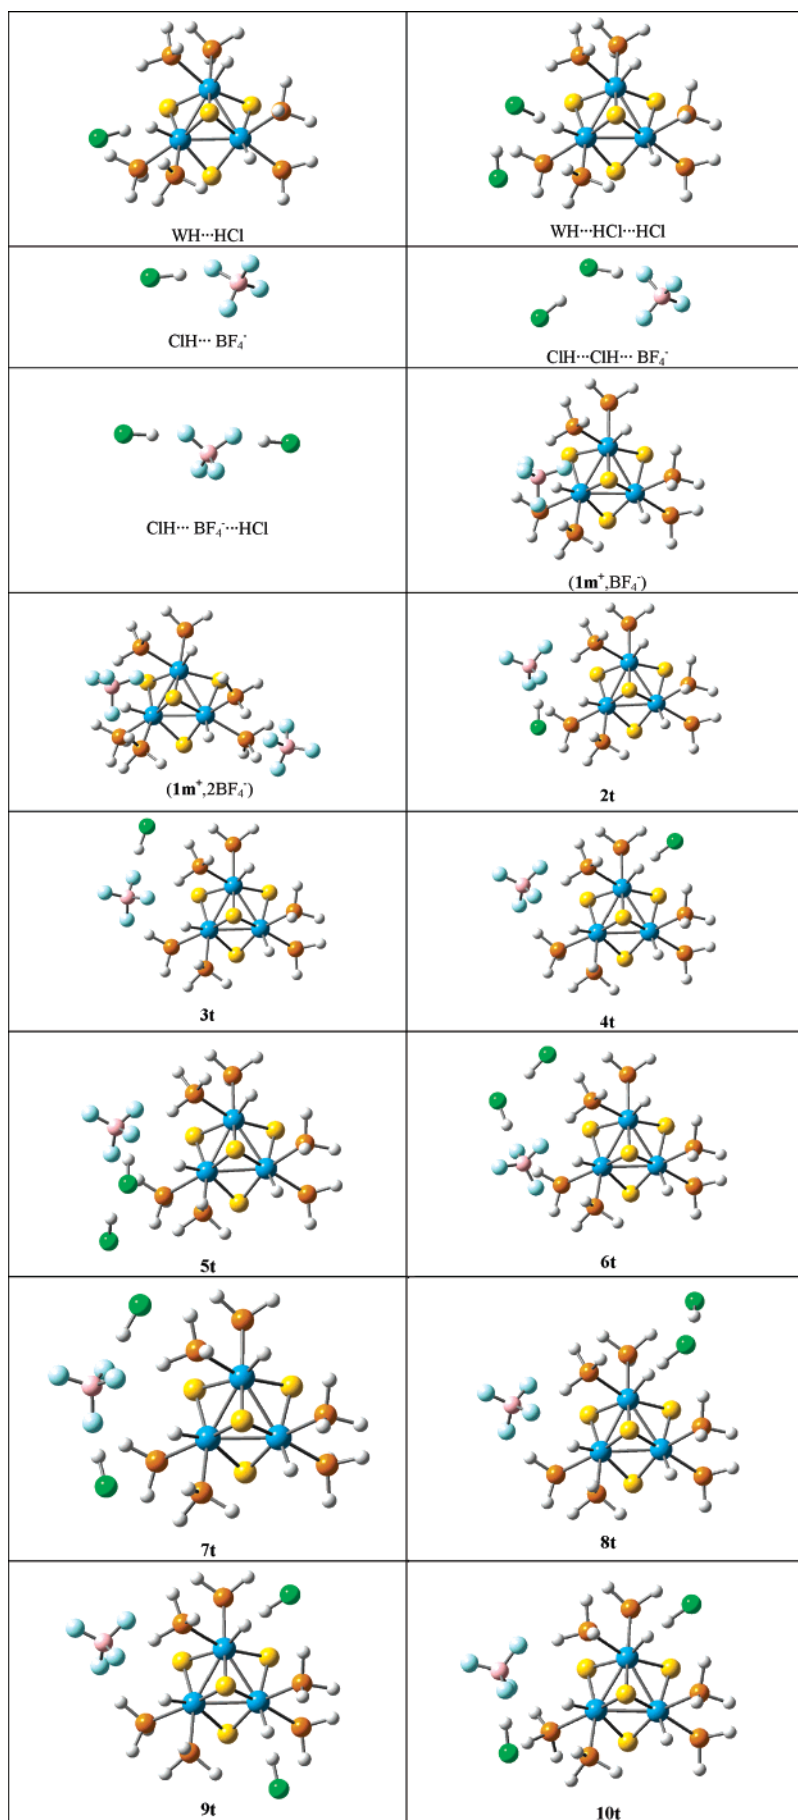 WH···HCl
WH···HCl···HCl
ClH··· BF₄⁻
ClH···ClH··· BF₄⁻
ClH··· BF₄⁻···HCl
(1m⁺,BF₄⁻)
(1m⁺,2BF₄⁻)
2t
3t
4t
5t
6t
7t
8t
9t
10t